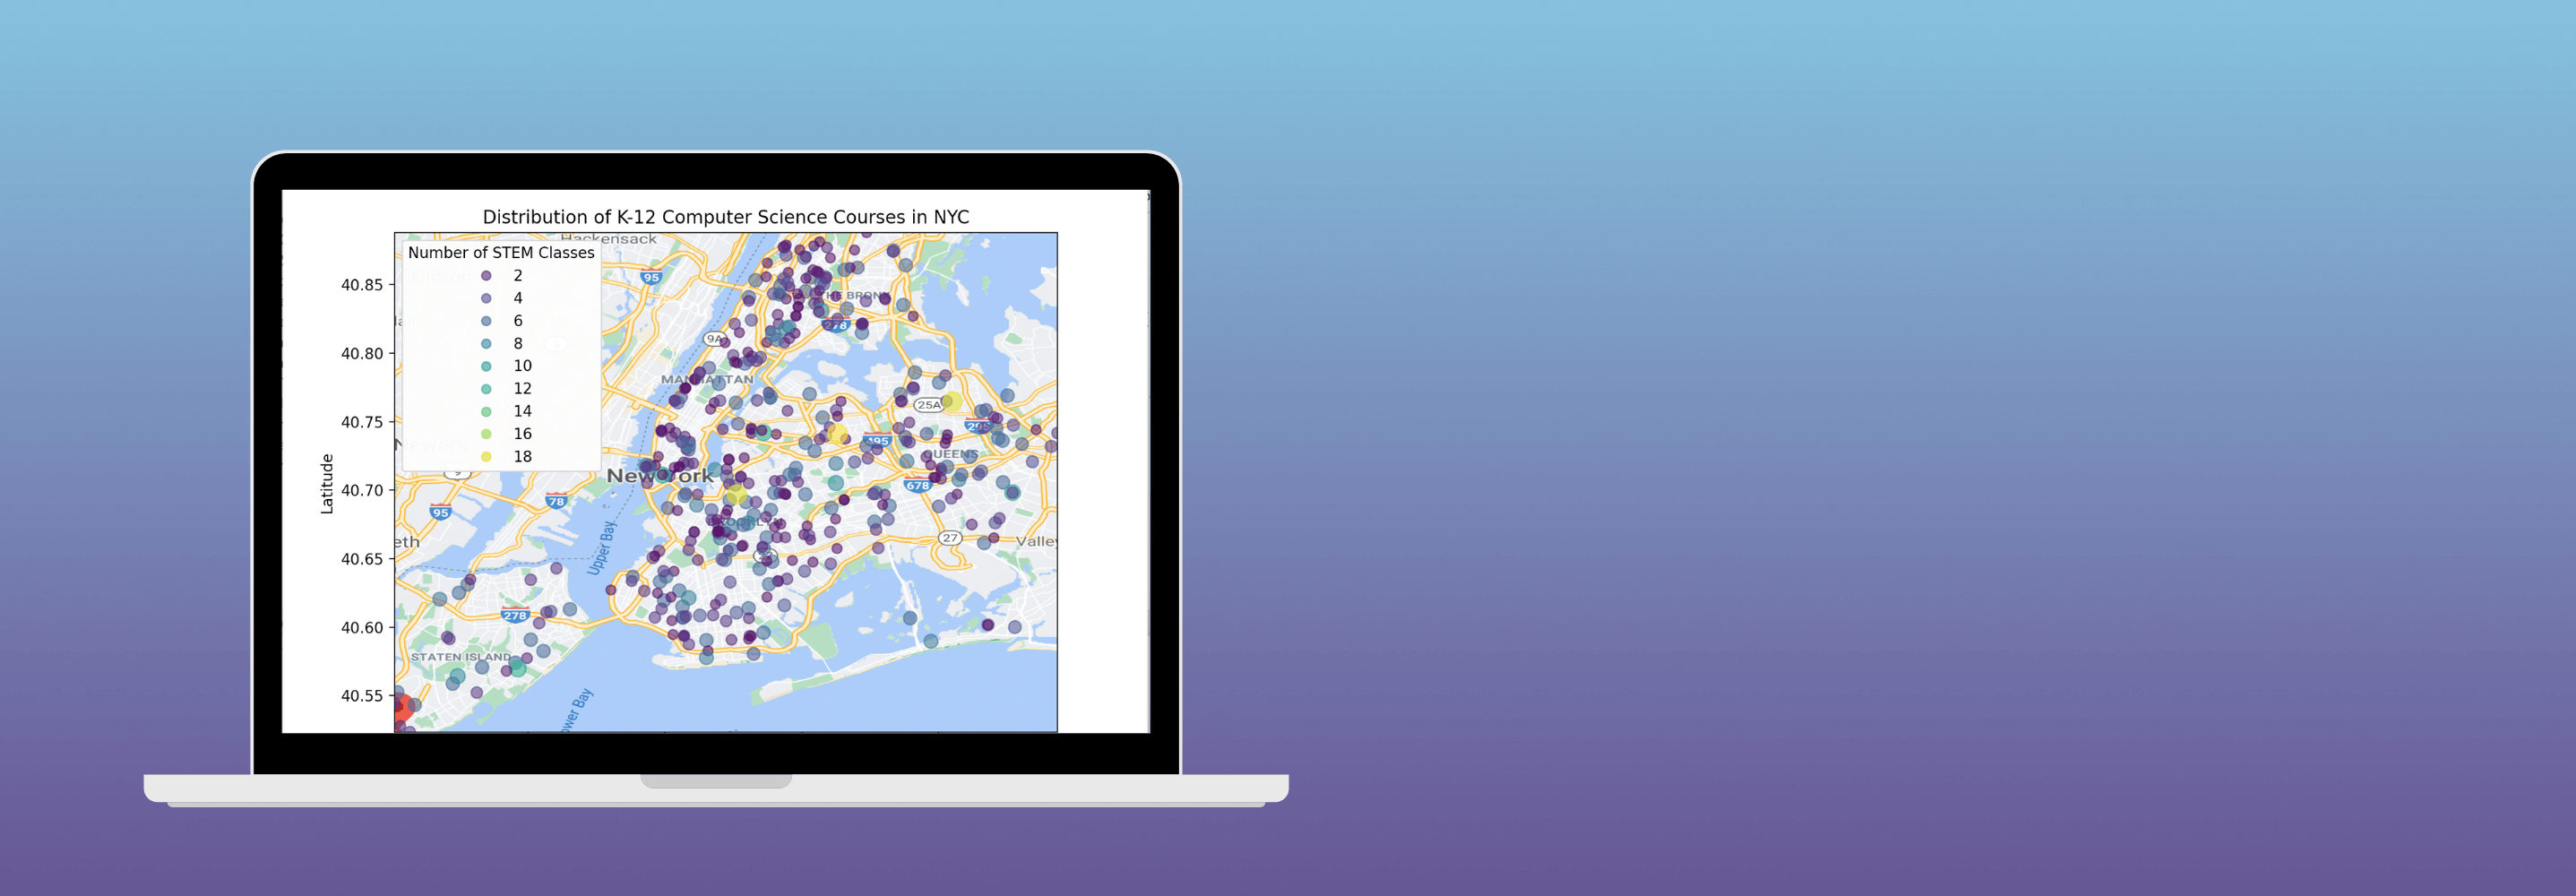 Distribution of K-12 Computer Science Courses in NYC
Hackensack
Number of STEM Classes
2
4
6
8
10
12
14
16
18
40.85
40.80
40.75
40.70
40.65
40.60
40.55
Latitude
95
THE BRONX
278
9A
MANHATTAN
25A
295
495
QUEENS
New York
678
9
78
95
BROOKLYN
27
Valley
eth
Upper Bay
278
STATEN ISLAND
ower Bay